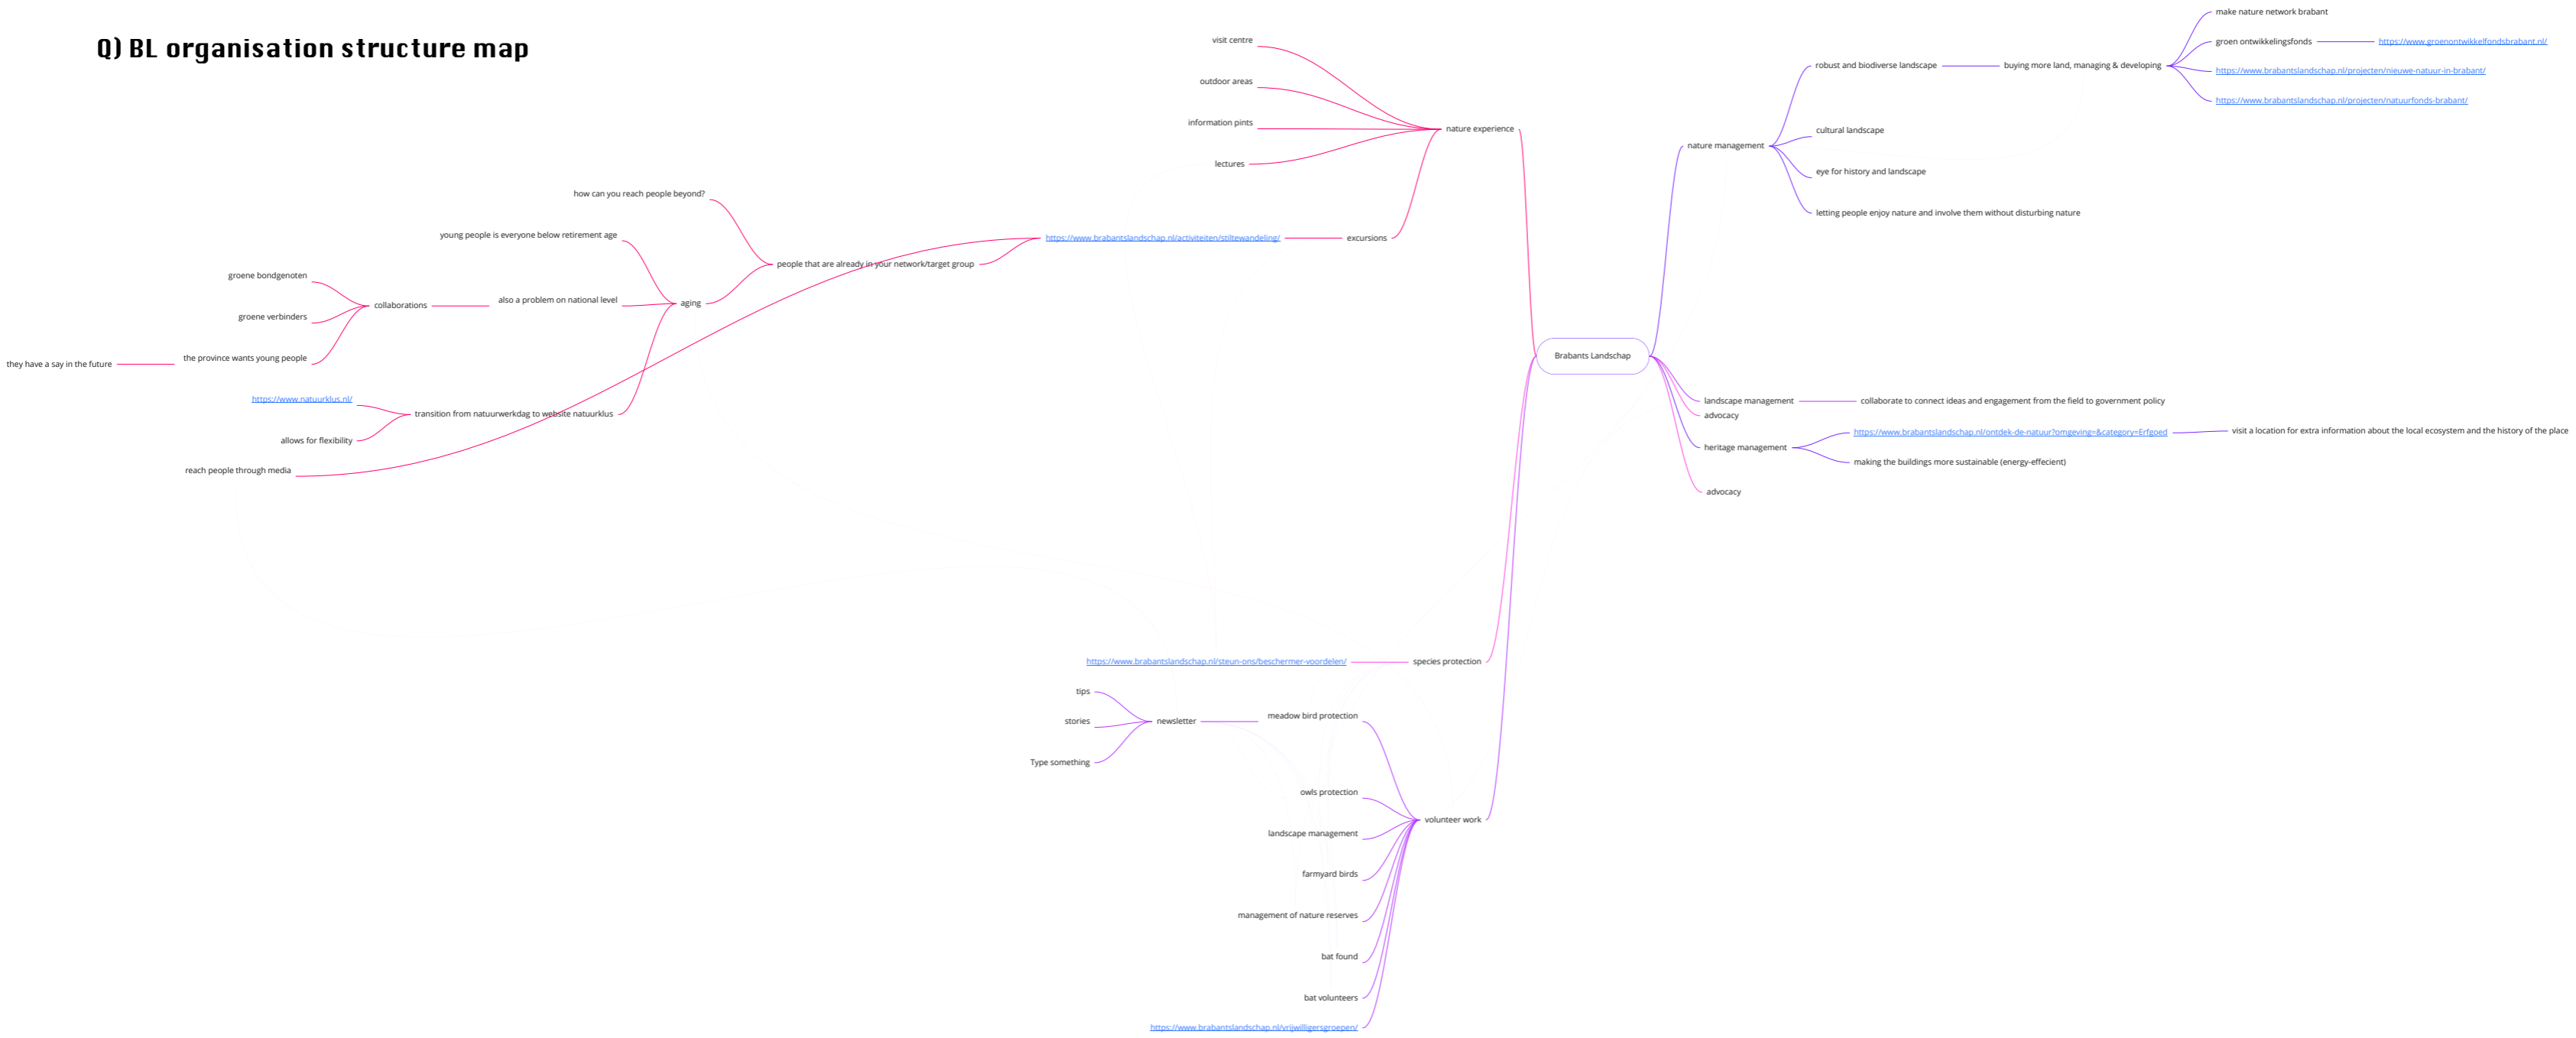 Q) BL organisation structure map
visit centre
outdoor areas
information pints
lectures
nature experience
excursions
https://www.brabantslandschap.nl/activiteiten/stiltewandeling/
how can you reach people beyond?
young people is everyone below retirement age
people that are already in your network/target group
groene bondgenoten
collaborations
also a problem on national level
aging
groene verbinders
the province wants young people
they have a say in the future
https://www.natuurklus.nl/
transition from natuurwerkdag to website natuurklus
allows for flexibility
reach people through media
Brabants Landschap
make nature network brabant
groen ontwikkelingsfonds
https://www.groenontwikkelfondsbrabant.nl/
robust and biodiverse landscape
buying more land, managing & developing
https://www.brabantslandschap.nl/projecten/nieuwe-natuur-in-brabant/
https://www.brabantslandschap.nl/projecten/natuurfonds-brabant/
cultural landscape
nature management
eye for history and landscape
letting people enjoy nature and involve them without disturbing nature
landscape management
collaborate to connect ideas and engagement from the field to government policy
advocacy
https://www.brabantslandschap.nl/ontdek-de-natuur?omgeving=&category=Erfgoed
visit a location for extra information about the local ecosystem and the history of the place
heritage management
making the buildings more sustainable (energy-effecient)
advocacy
https://www.brabantslandschap.nl/steun-ons/beschermer-voordelen/
species protection
tips
stories
newsletter
meadow bird protection
Type something
owls protection
volunteer work
landscape management
farmyard birds
management of nature reserves
bat found
bat volunteers
https://www.brabantslandschap.nl/vrijwilligersgroepen/